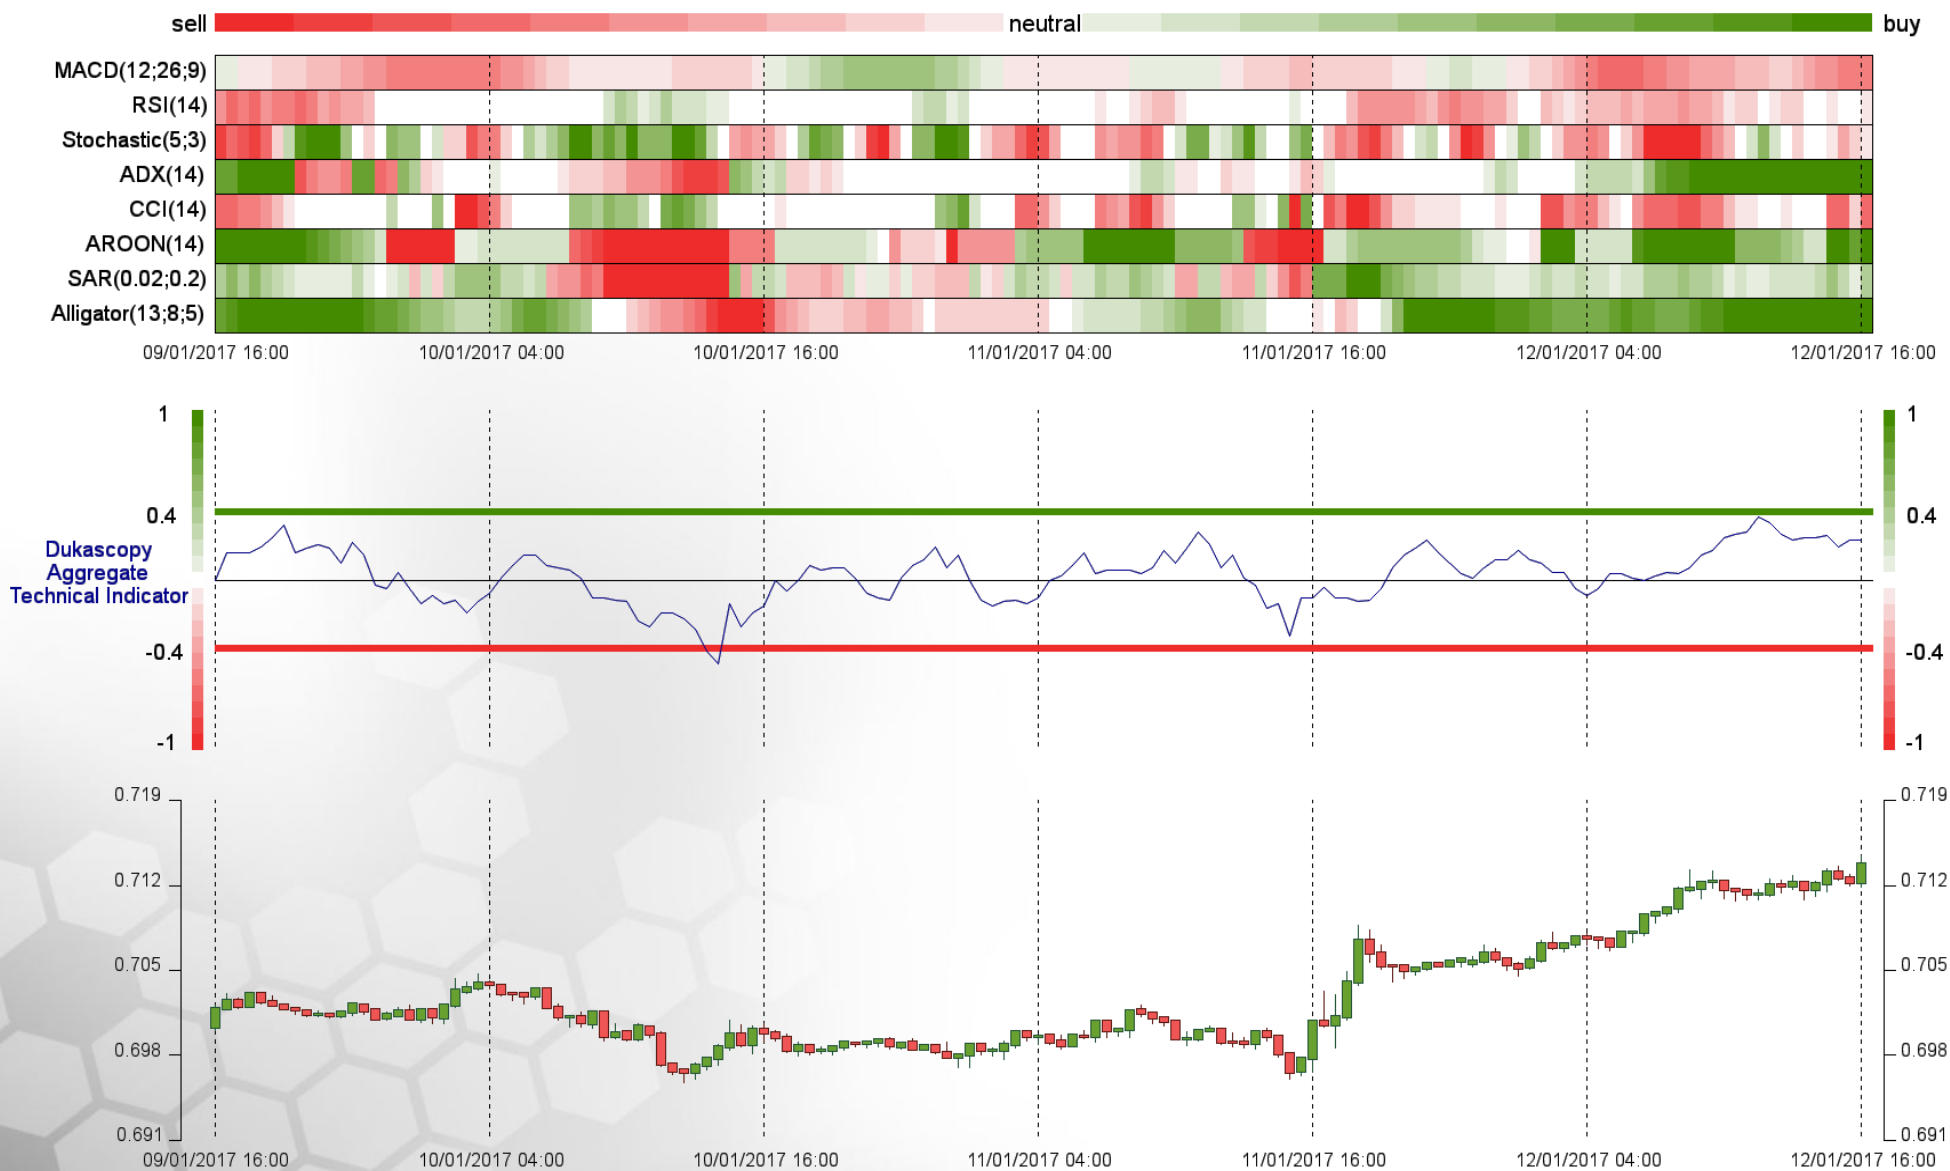 sell neutral buy
MACD(12;26;9)
RSI(14)
Stochastic(5;3)
ADX(14)
CCI(14)
AROON(14)
SAR(0.02;0.2)
Alligator(13;8;5)
09/01/2017 16:00 10/01/2017 04:00 10/01/2017 16:00 11/01/2017 04:00 11/01/2017 16:00 12/01/2017 04:00 12/01/2017 16:00
1 1
0.4 0.4
Dukascopy
Aggregate
Technical Indicator
-0.4 -0.4
-1 -1
0.719 0.719
0.712 0.712
0.705 0.705
0.698 0.698
0.691 0.691
09/01/2017 16:00 10/01/2017 04:00 10/01/2017 16:00 11/01/2017 04:00 11/01/2017 16:00 12/01/2017 04:00 12/01/2017 16:00